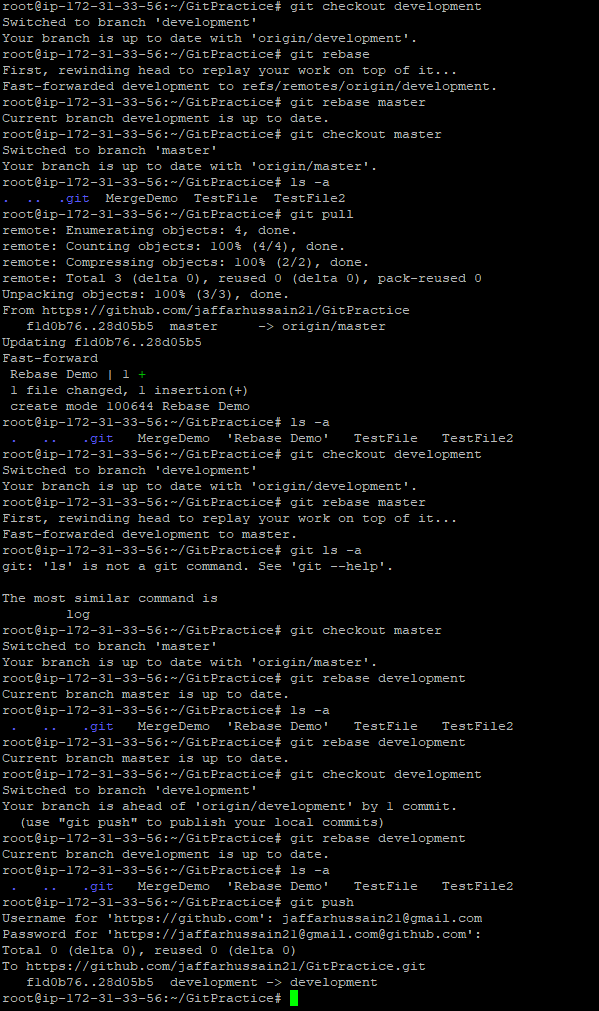 root@ip-172-31-33-56:~/GitPractice# git checkout development
Switched to branch 'development'
Your branch is up to date with 'origin/development'.
root@ip-172-31-33-56:~/GitPractice# git rebase
First, rewinding head to replay your work on top of it...
Fast-forwarded development to refs/remotes/origin/development.
root@ip-172-31-33-56:~/GitPractice# git rebase master
Current branch development is up to date.
root@ip-172-31-33-56:~/GitPractice# git checkout master
Switched to branch 'master'
Your branch is up to date with 'origin/master'.
root@ip-172-31-33-56:~/GitPractice# ls -a
.  ..  .git  MergeDemo  TestFile  TestFile2
root@ip-172-31-33-56:~/GitPractice# git pull
remote: Enumerating objects: 4, done.
remote: Counting objects: 100% (4/4), done.
remote: Compressing objects: 100% (2/2), done.
remote: Total 3 (delta 0), reused 0 (delta 0), pack-reused 0
Unpacking objects: 100% (3/3), done.
From https://github.com/jaffarhussain21/GitPractice
   f1d0b76..28d05b5  master     -> origin/master
Updating f1d0b76..28d05b5
Fast-forward
 Rebase Demo | 1 +
 1 file changed, 1 insertion(+)
 create mode 100644 Rebase Demo
root@ip-172-31-33-56:~/GitPractice# ls -a
 .   ..   .git   MergeDemo  'Rebase Demo'   TestFile   TestFile2
root@ip-172-31-33-56:~/GitPractice# git checkout development
Switched to branch 'development'
Your branch is up to date with 'origin/development'.
root@ip-172-31-33-56:~/GitPractice# git rebase master
First, rewinding head to replay your work on top of it...
Fast-forwarded development to master.
root@ip-172-31-33-56:~/GitPractice# git ls -a
git: 'ls' is not a git command. See 'git --help'.

The most similar command is
        log
root@ip-172-31-33-56:~/GitPractice# git checkout master
Switched to branch 'master'
Your branch is up to date with 'origin/master'.
root@ip-172-31-33-56:~/GitPractice# git rebase development
Current branch master is up to date.
root@ip-172-31-33-56:~/GitPractice# ls -a
 .   ..   .git   MergeDemo  'Rebase Demo'   TestFile   TestFile2
root@ip-172-31-33-56:~/GitPractice# git rebase development
Current branch master is up to date.
root@ip-172-31-33-56:~/GitPractice# git checkout development
Switched to branch 'development'
Your branch is ahead of 'origin/development' by 1 commit.
  (use "git push" to publish your local commits)
root@ip-172-31-33-56:~/GitPractice# git rebase development
Current branch development is up to date.
root@ip-172-31-33-56:~/GitPractice# ls -a
 .   ..   .git   MergeDemo  'Rebase Demo'   TestFile   TestFile2
root@ip-172-31-33-56:~/GitPractice# git push
Username for 'https://github.com': jaffarhussain21@gmail.com
Password for 'https://jaffarhussain21@gmail.com@github.com':
Total 0 (delta 0), reused 0 (delta 0)
To https://github.com/jaffarhussain21/GitPractice.git
   f1d0b76..28d05b5  development -> development
root@ip-172-31-33-56:~/GitPractice#